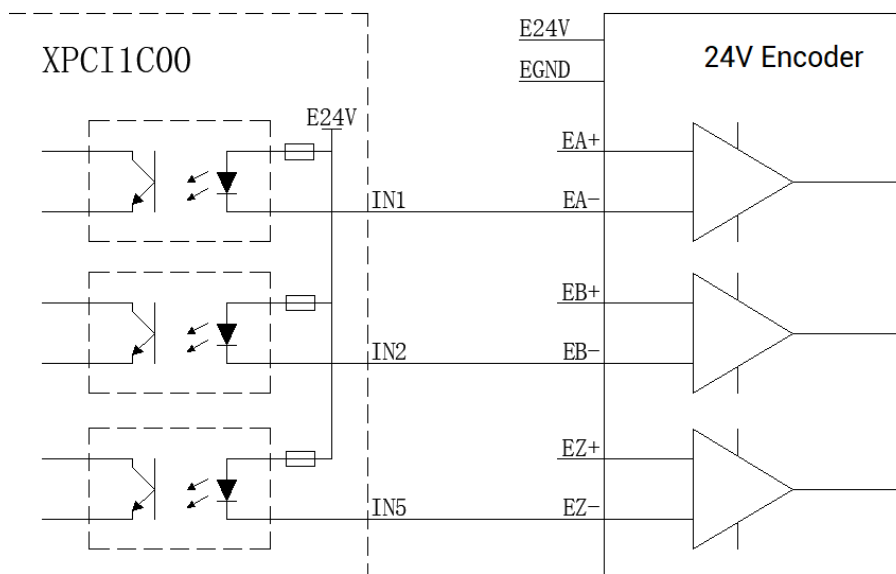 E24V
XPCI1C00
24V Encoder
EGND
E24V
EA+
IN1
EA-
EB+
IN2
EB-
EZ+
IN5
EZ-